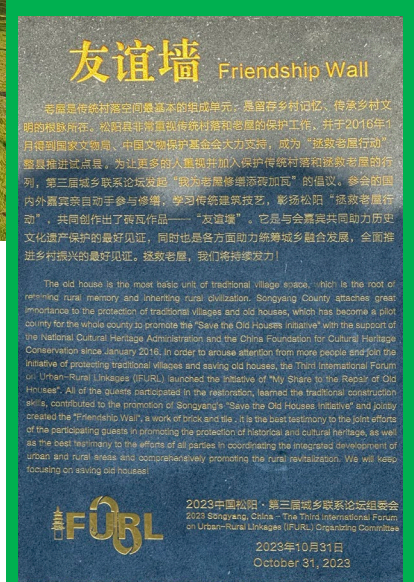 友谊墙 Friendship Wall
老屋是传统村落空间最基本的组成单元；是留存乡村记忆、传承乡村文
明的根脉所在。松阳县非常重视传统村落和老屋的保护工作，并于2016年1
月得到国家文物局、中国文物保护基金会大力支持，成为“拯救老屋行动”
整县推进试点县。为让更多的人重视并加入保护传统村落和拯救老屋的行
列，第三届城乡联系论坛发起“我为老屋修缮添砖加瓦”的倡议。参会的国
内外嘉宾亲自动手参与修缮，学习传统建筑技艺，彰扬松阳“拯救老屋行
动”，共同创作出了砖瓦作品——“友谊墙”。它是与会嘉宾共同助力历史
文化遗产保护的最好见证，同时也是各方面助力统筹城乡融合发展，全面推
进乡村振兴的最好见证。拯救老屋，我们将持续发力！
The old house is the most basic unit of traditional village space, which is the root of
retaining rural memory and inheriting rural civilization. Songyang County attaches great
importance to the protection of traditional villages and old houses, which has become a pilot
county for the whole county to promote the "Save the Old Houses Initiative" with the support of
the National Cultural Heritage Administration and the China Foundation for Cultural Heritage
Conservation since January 2016. In order to arouse attention from more people and join the
initiative of protecting traditional villages and saving old houses, the Third International Forum
on Urban-Rural Linkages (IFURL) launched the initiative of "My Share to the Repair of Old
Houses". All of the guests participated in the restoration, learned the traditional construction
skills, contributed to the promotion of Songyang's "Save the Old Houses Initiative" and jointly
created the "Friendship Wall", a work of brick and tile. It is the best testimony to the joint efforts
of the participating guests in promoting the protection of historical and cultural heritage, as well
as the best testimony to the efforts of all parties in coordinating the integrated development of
urban and rural areas and comprehensively promoting the rural revitalization. We will keep
focusing on saving old houses!
IFURL
2023中国松阳·第三届城乡联系论坛组委会
2023 Songyang, China - The Third International Forum
on Urban-Rural Linkages (IFURL) Organizing Committee
2023年10月31日
October 31, 2023